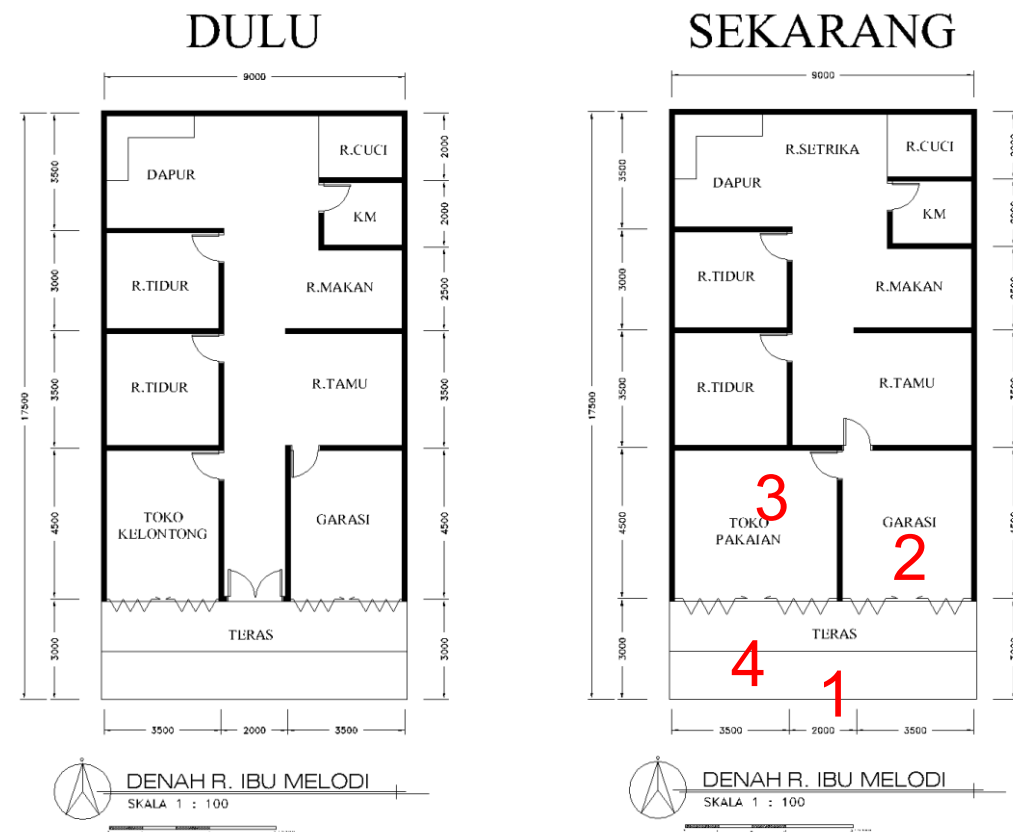 DULU
9000
R.CUCI
DAPUR
KM
R.TIDUR
R.MAKAN
R.TIDUR
R.TAMU
TOKO
KELONTONG
GARASI
TERAS
3500
3000
3500
4500
3000
17500
2000
2000
2500
3500
4500
3000
3500
2000
3500
DENAH R. IBU MELODI
SKALA 1 : 100
SEKARANG
9000
R.SETRIKA
R.CUCI
DAPUR
KM
R.TIDUR
R.MAKAN
R.TIDUR
R.TAMU
3
TOKO
PAKAIAN
GARASI
2
TERAS
4
1
3500
3000
3500
4500
3000
17500
3500
2000
3500
DENAH R. IBU MELODI
SKALA 1 : 100